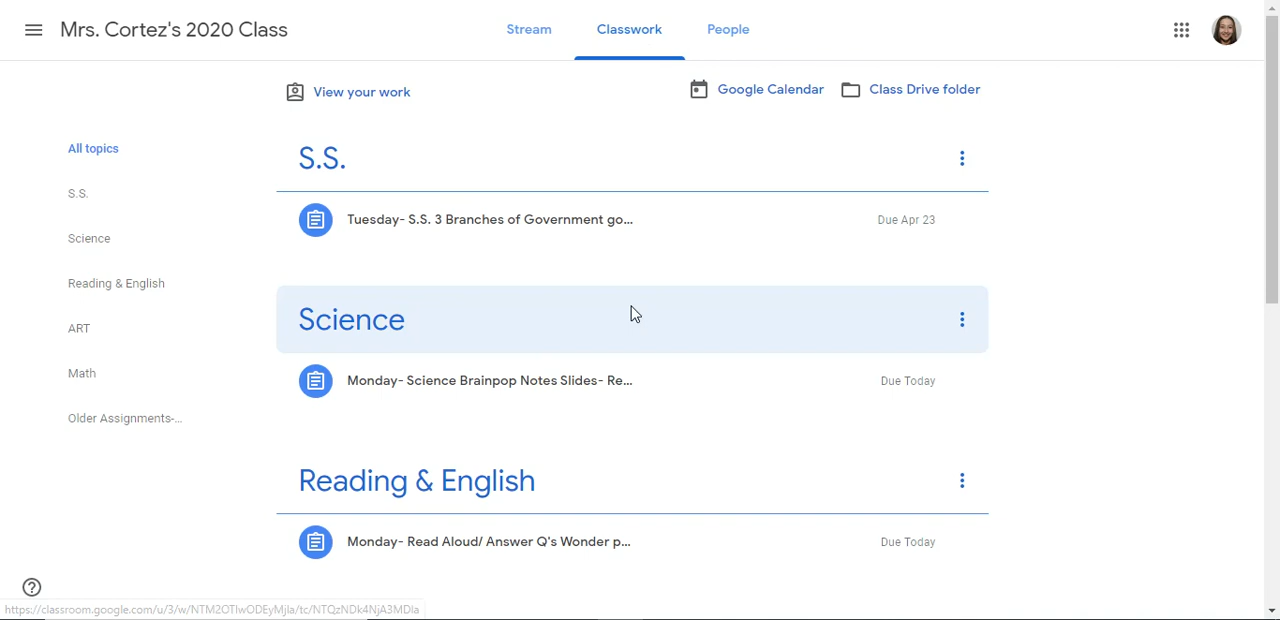 Mrs. Cortez's 2020 Class
Stream
Classwork
People
View your work
Google Calendar
Class Drive folder
All topics
S.S.
Science
Reading & English
ART
Math
Older Assignments-...
S.S.
Tuesday- S.S. 3 Branches of Government go...
Due Apr 23
Science
Monday- Science Brainpop Notes Slides- Re...
Due Today
Reading & English
Monday- Read Aloud/ Answer Q's Wonder p...
Due Today